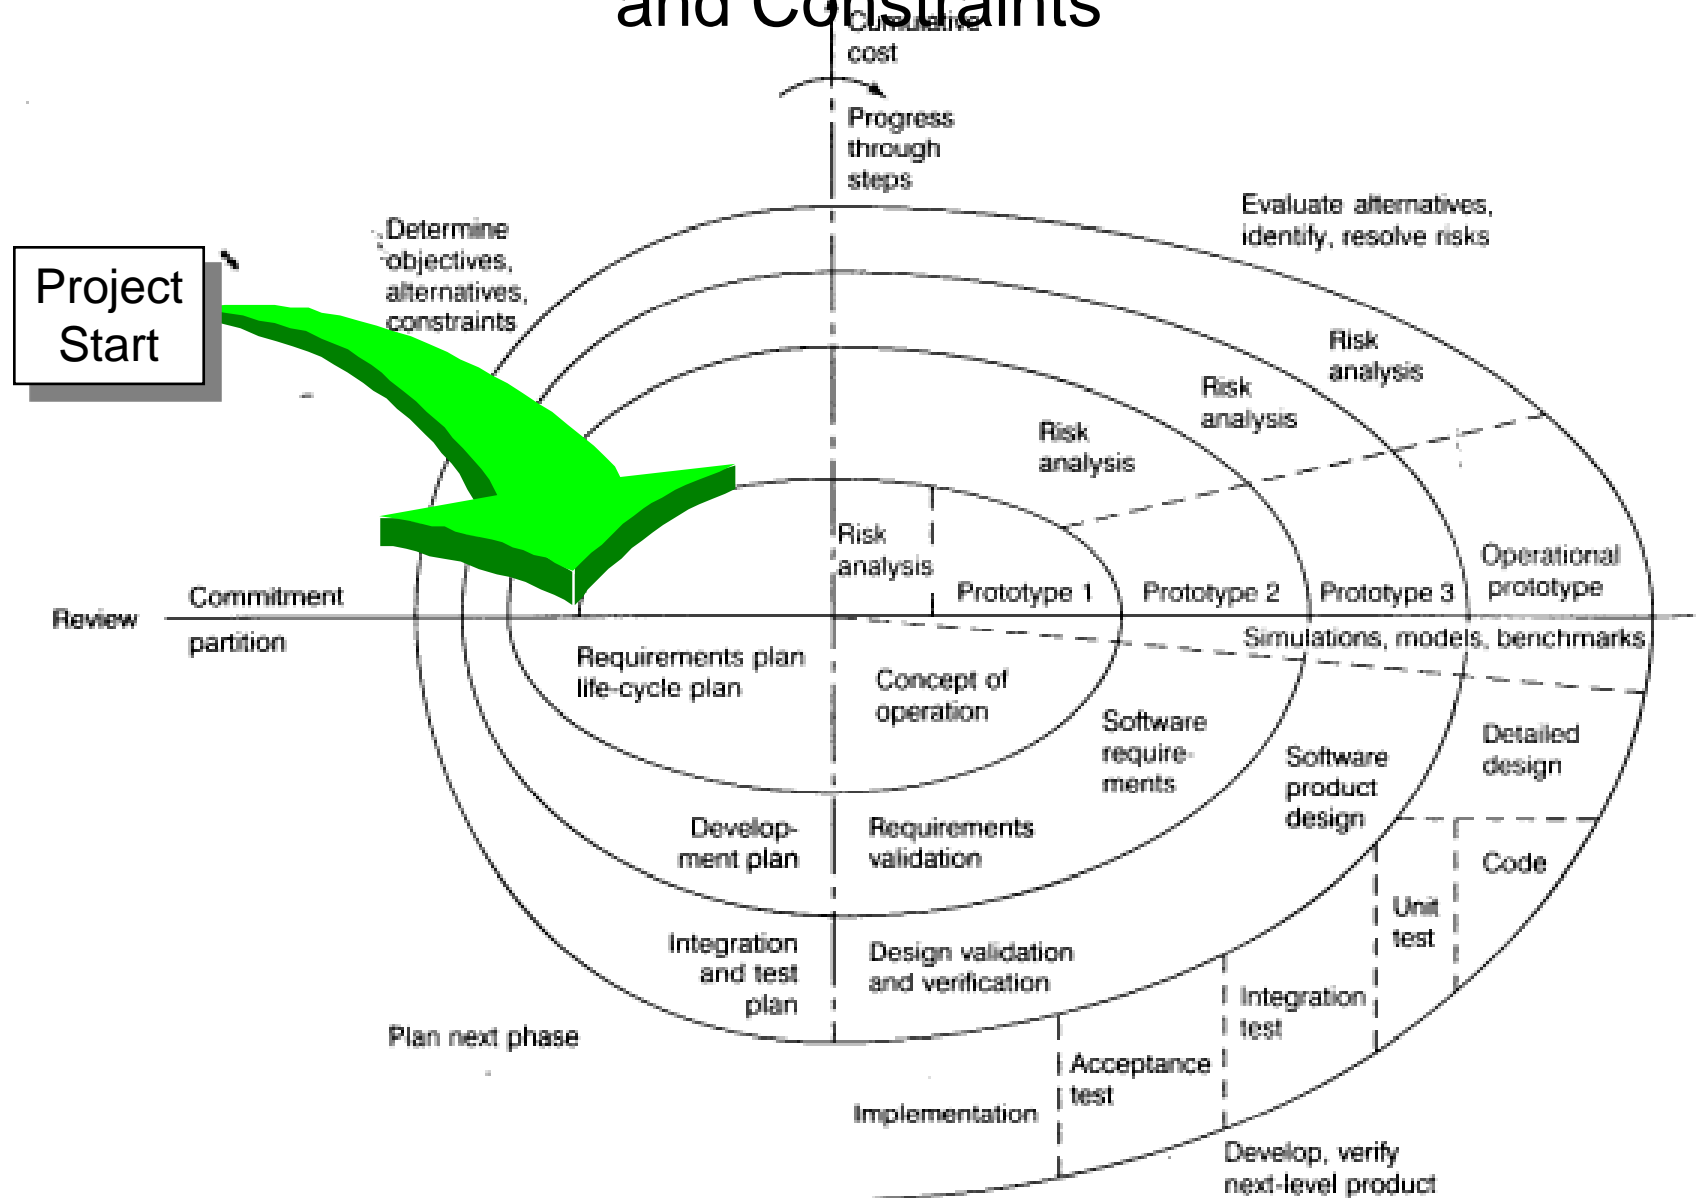 and Constraints
Cumulative
cost
Progress
through
steps
Evaluate alternatives,
identify, resolve risks
Determine
objectives,
alternatives,
constraints
Project
Start
Risk
analysis
Risk
analysis
Risk
analysis
Risk
analysis
Operational
prototype
Prototype 1
Prototype 2
Prototype 3
Commitment
Review
partition
Simulations, models, benchmarks
Requirements plan
life-cycle plan
Concept of
operation
Software
require-
ments
Software
product
design
Detailed
design
Develop-
ment plan
Requirements
validation
Code
Unit
test
Integration
and test
plan
Design validation
and verification
Integration
test
Plan next phase
Acceptance
test
Implementation
Develop, verify
next-level product